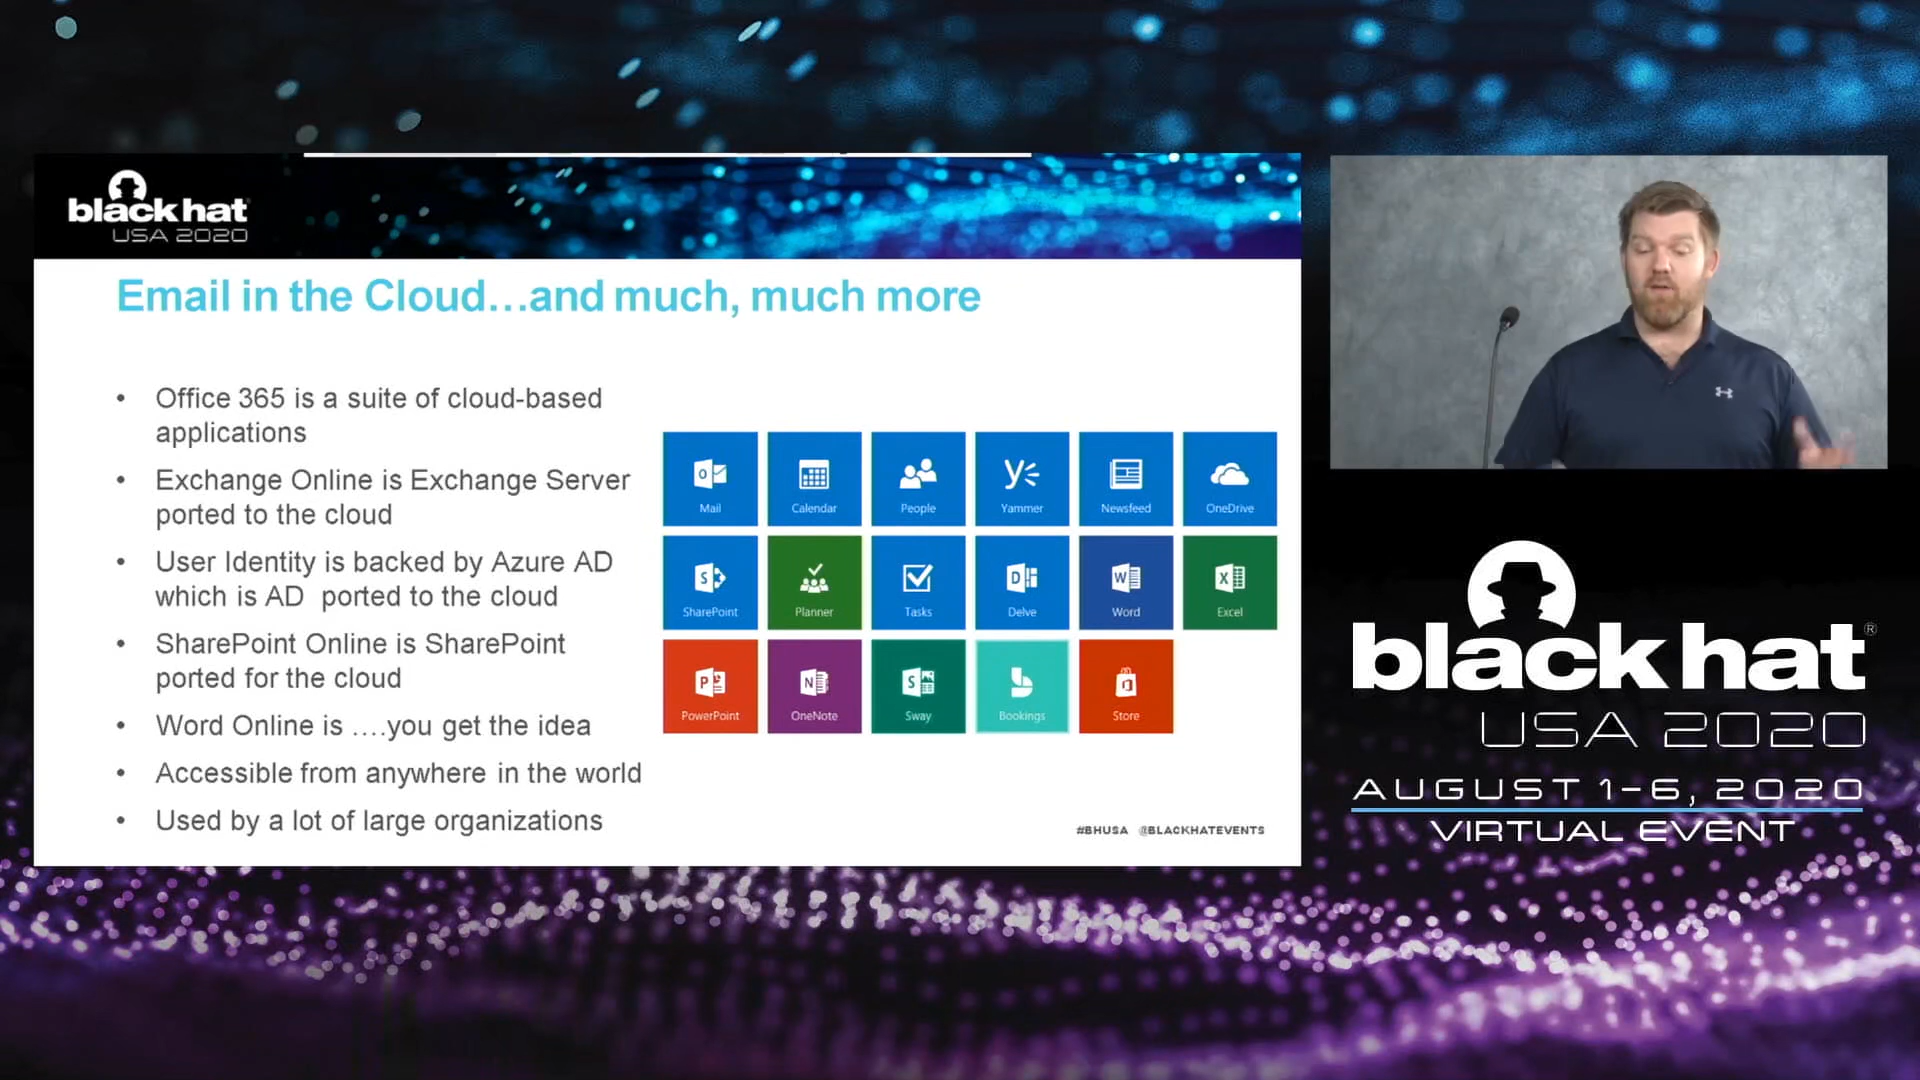 black hat
USA 2020
Email in the Cloud...and much, much more
• Office 365 is a suite of cloud-based
applications
• Exchange Online is Exchange Server
ported to the cloud
• User Identity is backed by Azure AD
which is AD ported to the cloud
• SharePoint Online is SharePoint
ported for the cloud
• Word Online is ....you get the idea
• Accessible from anywhere in the world
• Used by a lot of large organizations
Mail Calendar People Yammer Newsfeed OneDrive
SharePoint Planner Tasks Delve Word Excel
PowerPoint OneNote Sway Bookings Store
#BHUSA @BLACKHATEVENTS
black hat®
USA 2020
AUGUST 1-6, 2020
VIRTUAL EVENT